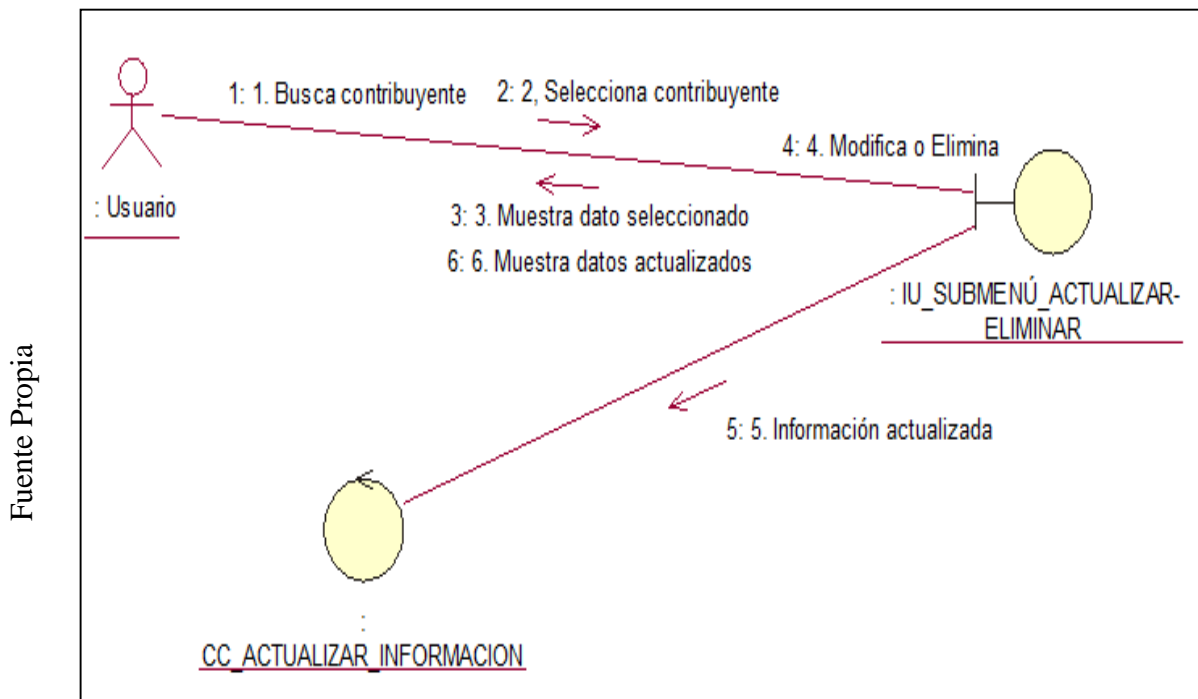 1: 1. Busca contribuyente
2: 2, Selecciona contribuyente
4: 4. Modifica o Elimina
: Usuario
3: 3. Muestra dato seleccionado
6: 6. Muestra datos actualizados
: IU_SUBMENÚ_ACTUALIZAR-
ELIMINAR
5: 5. Información actualizada
:
CC_ACTUALIZAR_INFORMACION
Fuente Propia